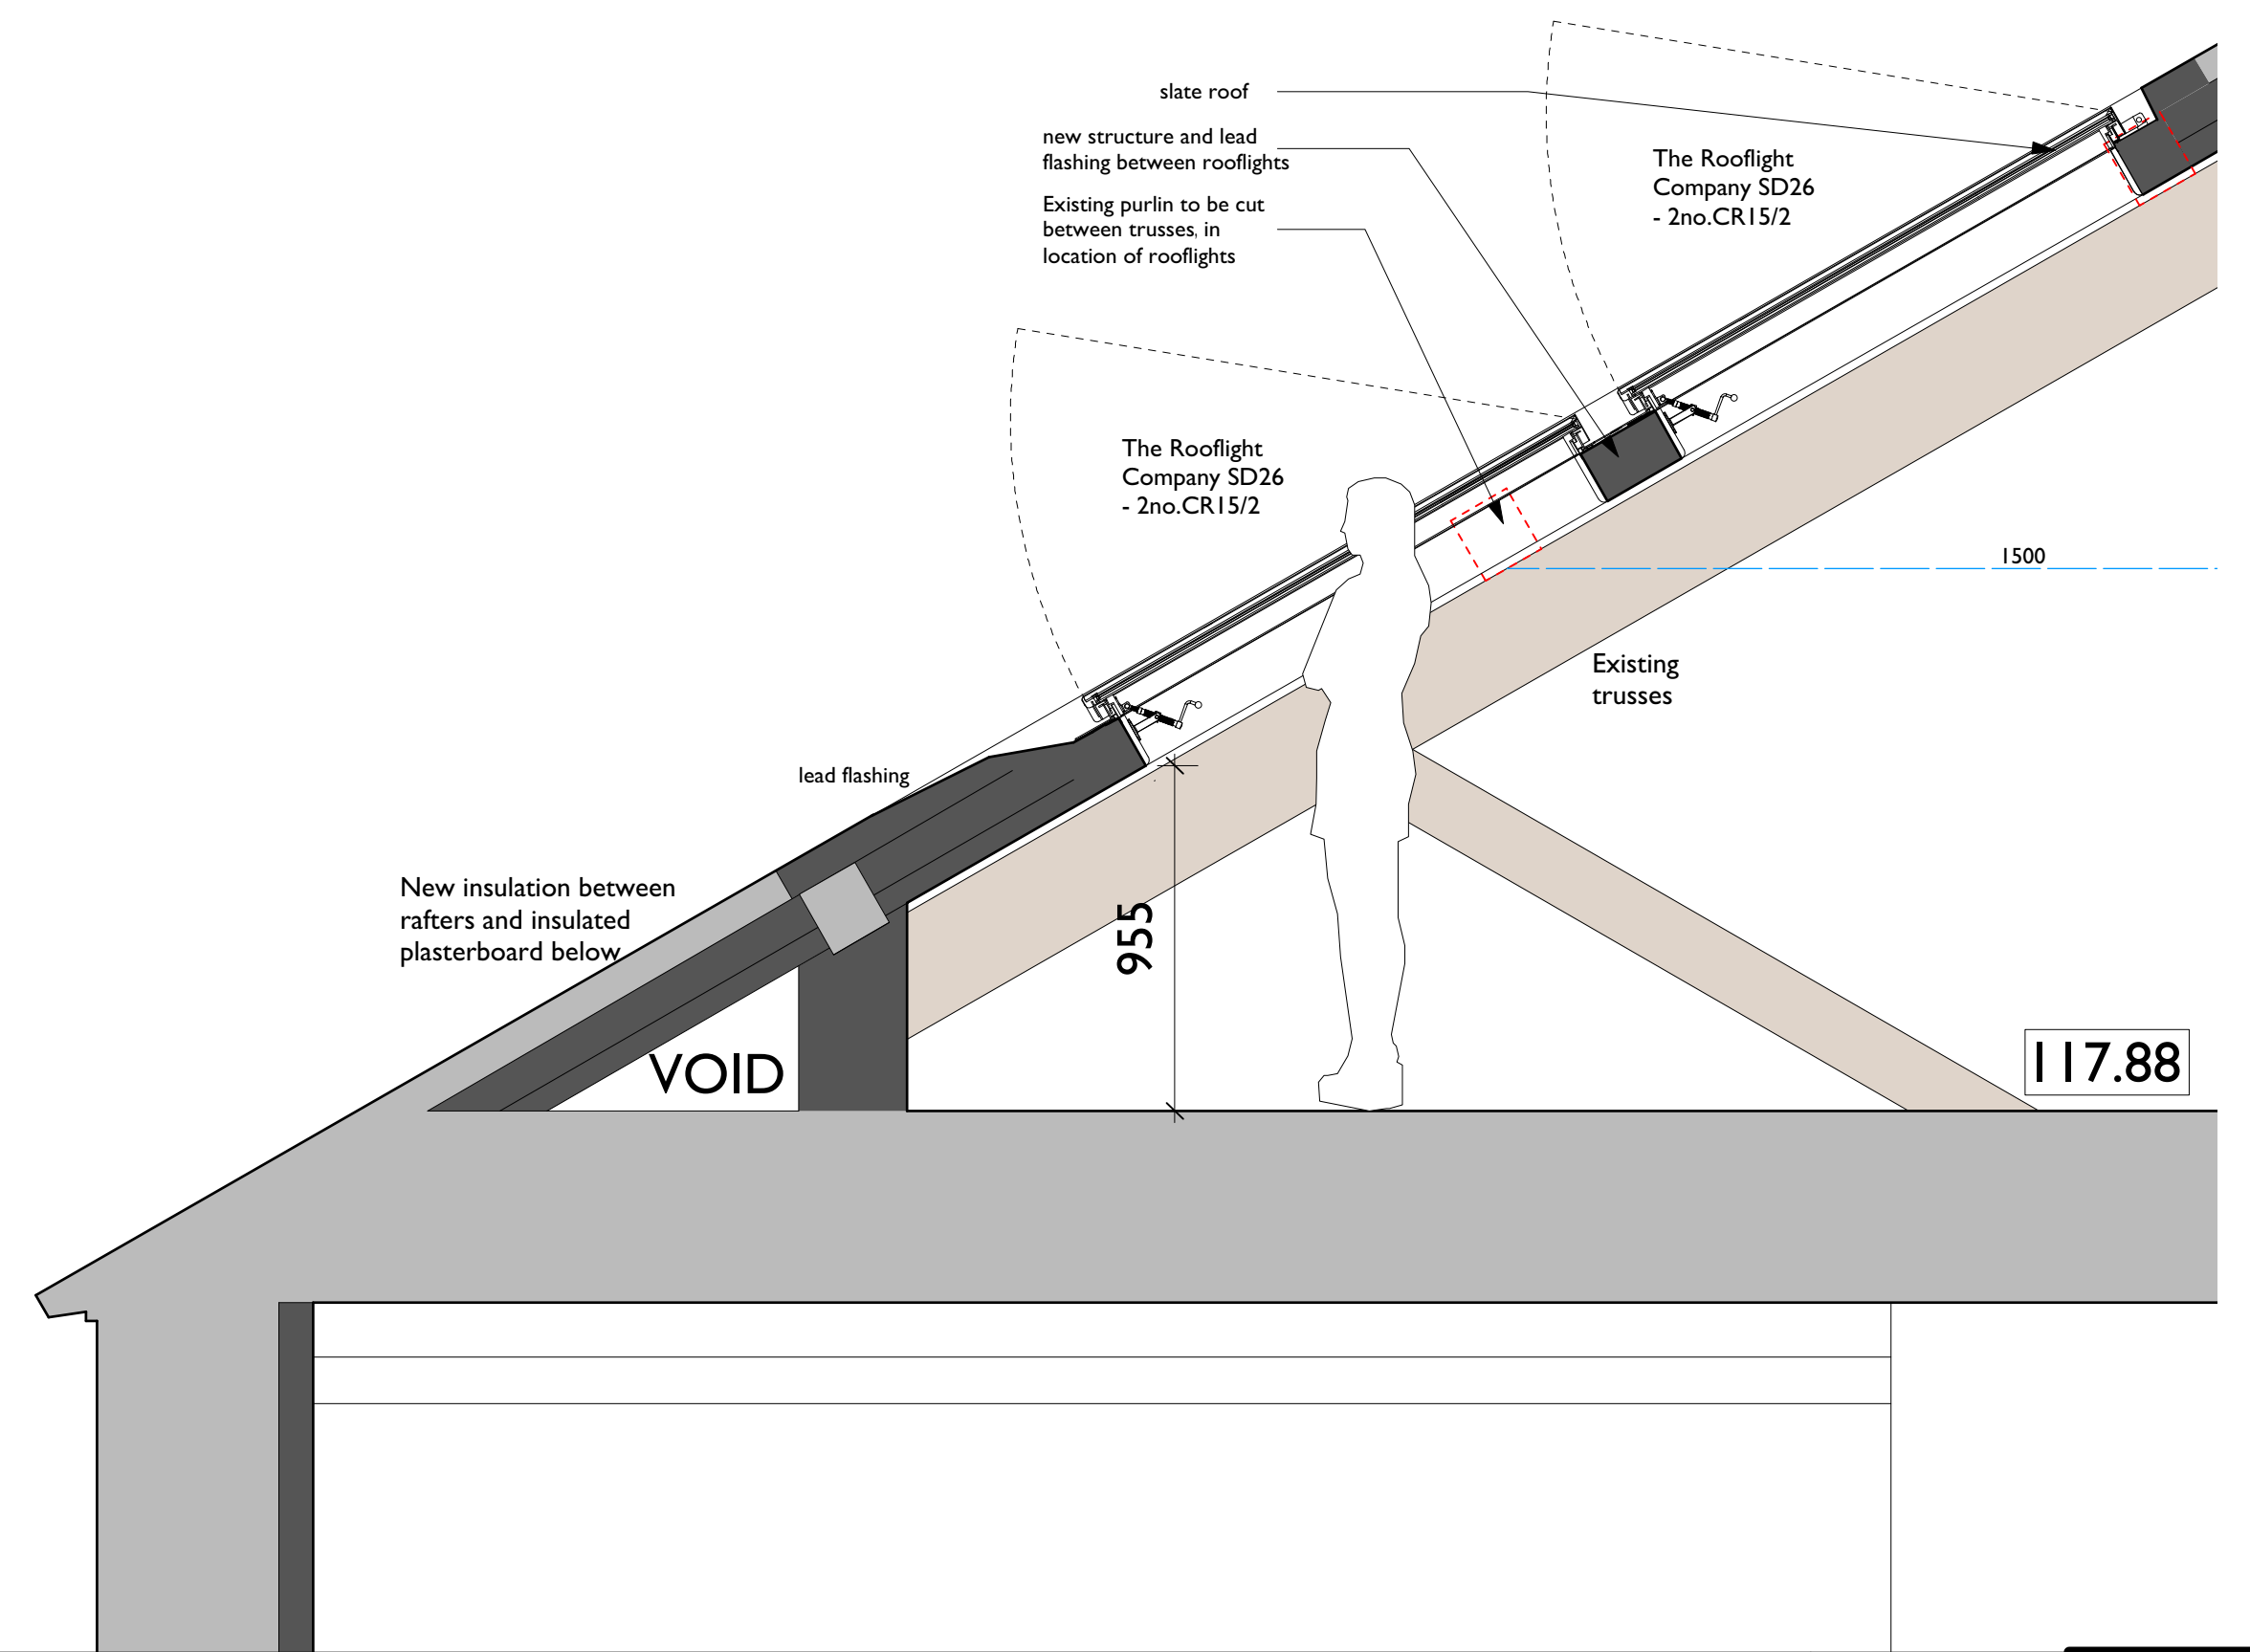 slate roof
new structure and lead
flashing between rooflights
Existing purlin to be cut
between trusses, in
location of rooflights
The Rooflight
Company SD26
- 2no.CR15/2
The Rooflight
Company SD26
- 2no.CR15/2
1500
Existing
trusses
lead flashing
New insulation between
rafters and insulated
plasterboard below
955
VOID
117.88